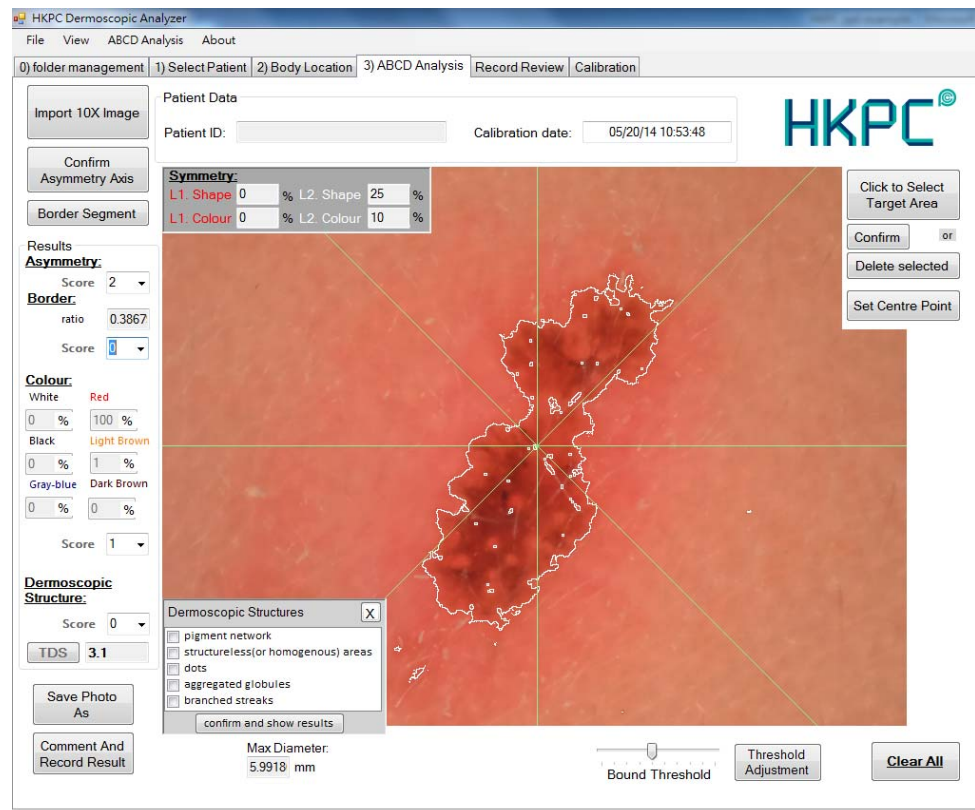 HKPC Dermoscopic Analyzer
File View ABCD Analysis About
0) folder management 1) Select Patient 2) Body Location 3) ABCD Analysis Record Review Calibration
Import 10X Image
Patient Data
Patient ID:
Calibration date: 05/20/14 10:53:48
HKPC®
Confirm
Asymmetry Axis
Border Segment
Symmetry:
L1. Shape 0 % L2. Shape 25 %
L1. Colour 0 % L2. Colour 10 %
Click to Select
Target Area
Confirm or
Delete selected
Set Centre Point
Results
Asymmetry:
Score 2
Border:
ratio 0.3867
Score 0
Colour:
White Red
0 % 100 %
Black Light Brown
0 % 1 %
Gray-blue Dark Brown
0 % 0 %
Score 1
Dermoscopic
Structure:
Score 0
TDS 3.1
Dermoscopic Structures X
pigment network
structureless(or homogenous) areas
dots
aggregated globules
branched streaks
confirm and show results
Save Photo
As
Comment And
Record Result
Max Diameter:
5.9918 mm
Bound Threshold
Threshold
Adjustment
Clear All